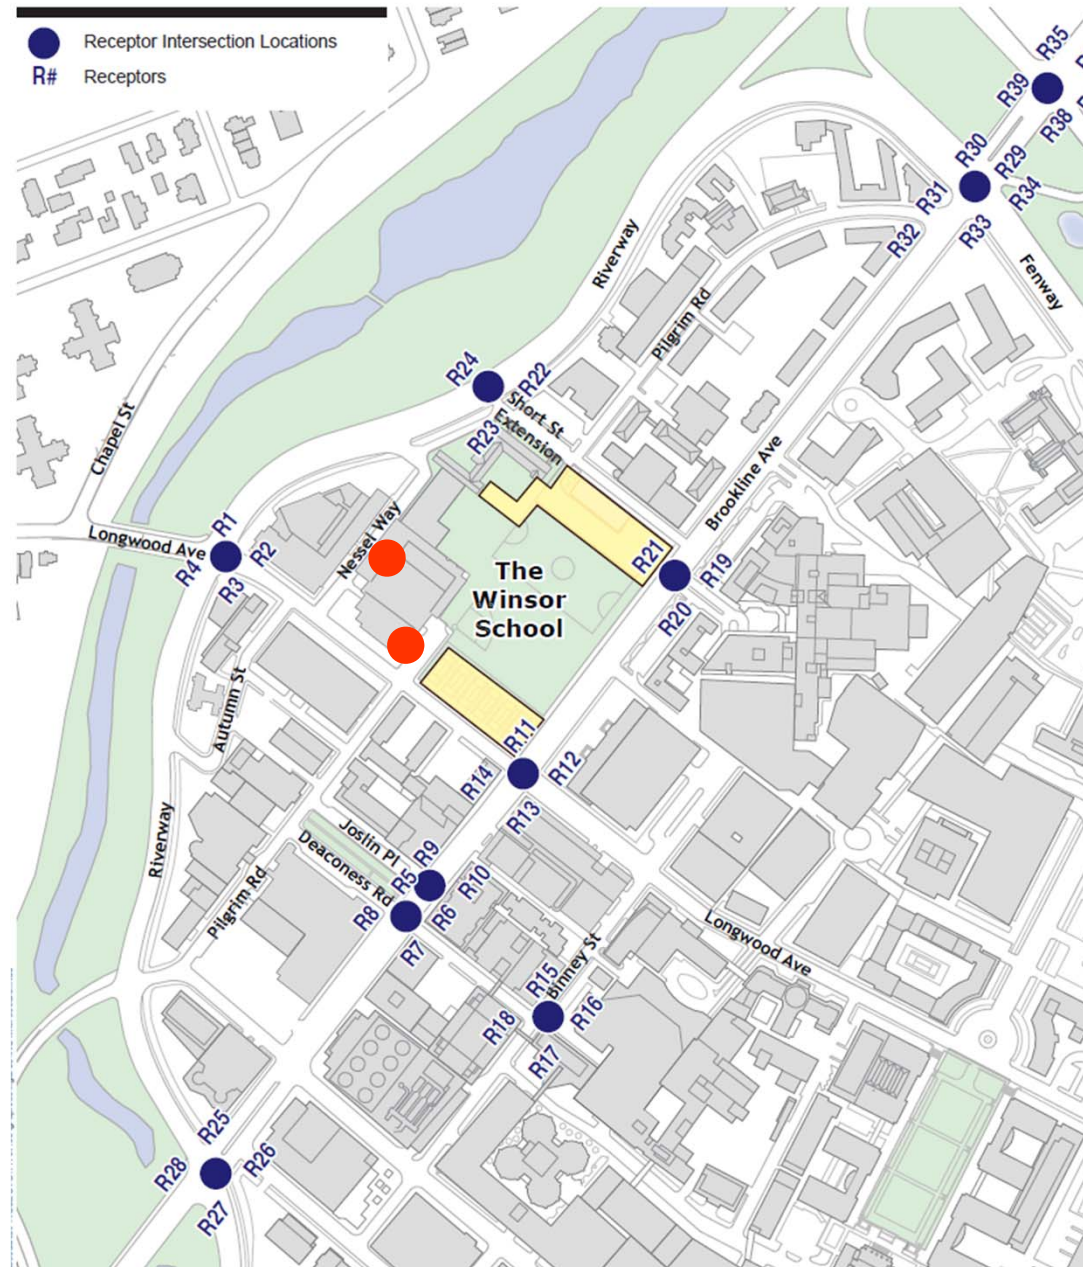 Receptor Intersection Locations
R# Receptors
R35
R39
R38
R30
R29
R31
R34
R32
R33
Fenway
Riverway
Pilgrim Rd
R24
R22
Short St
Extension
R23
Chapel St
Brookline Ave
Longwood Ave
R1
R2
R4
R3
Nessel Way
The
Winsor
School
R21
R19
R20
Autumn St
R11
R12
R14
R13
Riverway
Joslin Pl
Deaconess Rd
R9
R5
R10
R8
R6
R7
Pilgrim Rd
Longwood Ave
Binney St
R15
R16
R18
R17
R25
R26
R28
R27